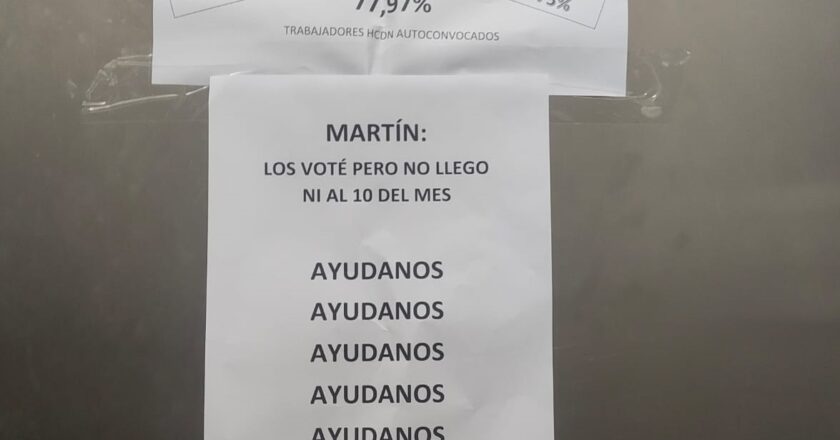 77,97%
TRABAJADORES HCDN AUTOCONVOCADOS
MARTÍN:
LOS VOTÉ PERO NO LLEGO
NI AL 10 DEL MES
AYUDANOS
AYUDANOS
AYUDANOS
AYUDANOS
AYUDANOS